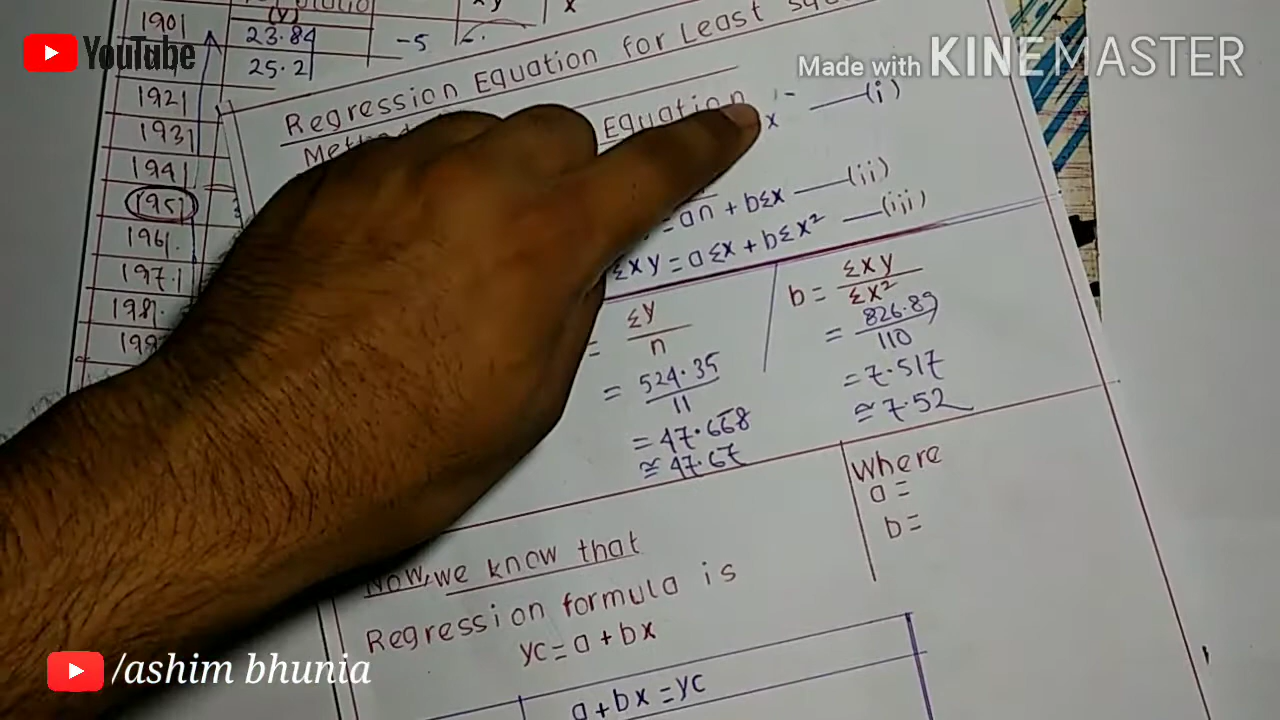 YouTube
Made with KINEMASTER
1901
(y)
23.84
-5
xy
x
25.2
1921
1931
1941
1951
1961
1971
1981
Regression Equation for Least
Equation
x —(i)
=an + bΣx —(ii)
Σxy = aΣx + bΣx² —(iii)
= Σy/n
= 524.35/11
= 47.668
≅ 47.67
b = Σxy/Σx²
= 826.89/110
= 7.517
≅ 7.52
Now, we know that
Regression formula is
yc = a + bx
Where
a =
b =
a+bx = yc
/ashim bhunia